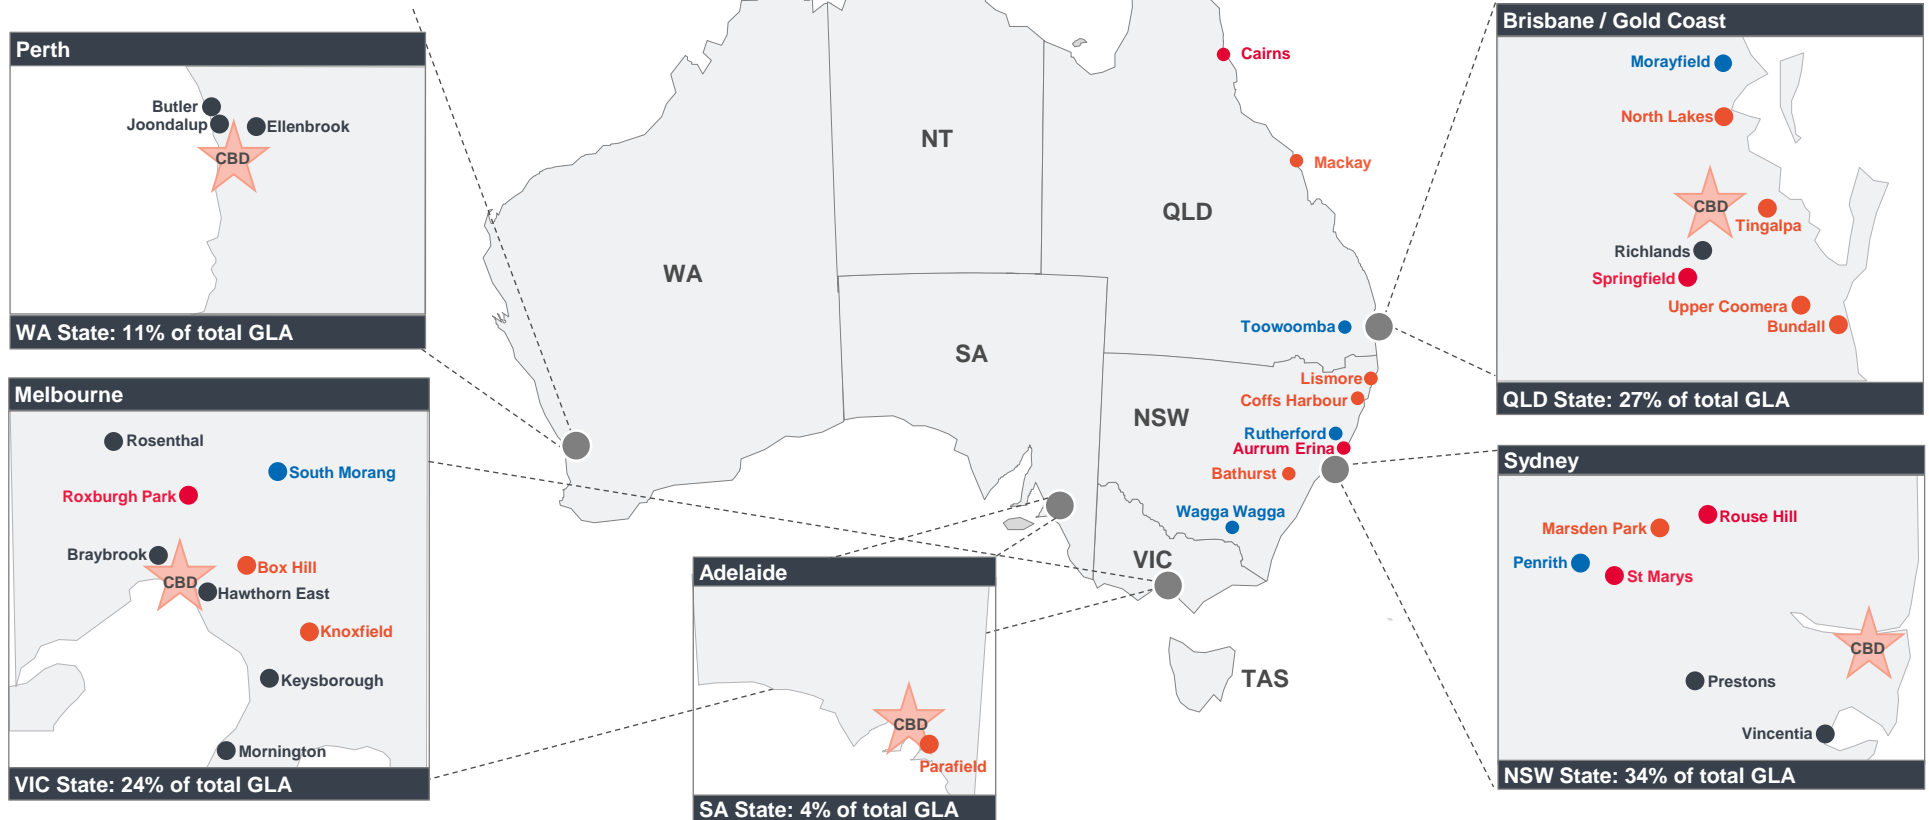 Perth
Butler
Joondalup
Ellenbrook
CBD
WA State: 11% of total GLA
Melbourne
Rosenthal
South Morang
Roxburgh Park
Braybrook
CBD
Box Hill
Hawthorn East
Knoxfield
Keysborough
Mornington
VIC State: 24% of total GLA
NT
QLD
WA
SA
NSW
VIC
TAS
Cairns
Mackay
Toowoomba
Lismore
Coffs Harbour
Rutherford
Aurrum Erina
Bathurst
Wagga Wagga
Adelaide
CBD
Parafield
SA State: 4% of total GLA
Brisbane / Gold Coast
Morayfield
North Lakes
CBD
Tingalpa
Richlands
Springfield
Upper Coomera
Bundall
QLD State: 27% of total GLA
Sydney
Rouse Hill
Marsden Park
Penrith
St Marys
CBD
Prestons
Vincentia
NSW State: 34% of total GLA